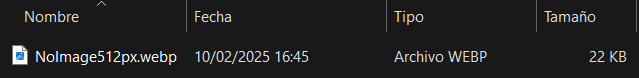 Nombre Fecha Tipo Tamaño
NoImage512px.webp 10/02/2025 16:45 Archivo WEBP 22 KB